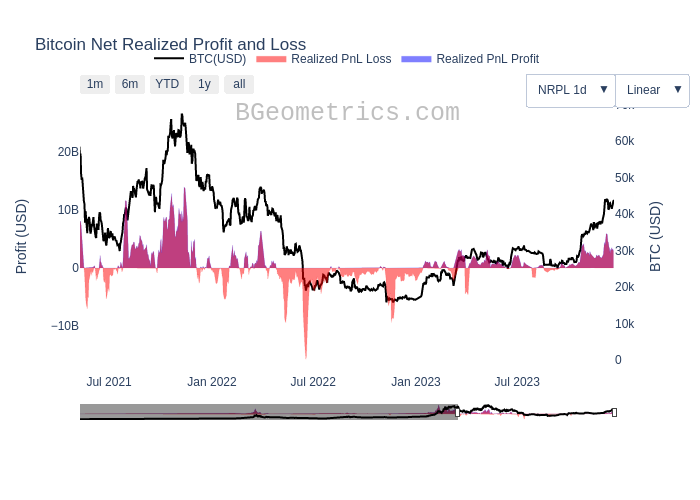 Bitcoin Net Realized Profit and Loss
BTC(USD) Realized PnL Loss Realized PnL Profit
1m 6m YTD 1y all
NRPL 1d ▼ Linear ▼
BGeometrics.com
20B
10B
0
−10B
Profit (USD)
60k
50k
40k
30k
20k
10k
0
BTC (USD)
Jul 2021 Jan 2022 Jul 2022 Jan 2023 Jul 2023